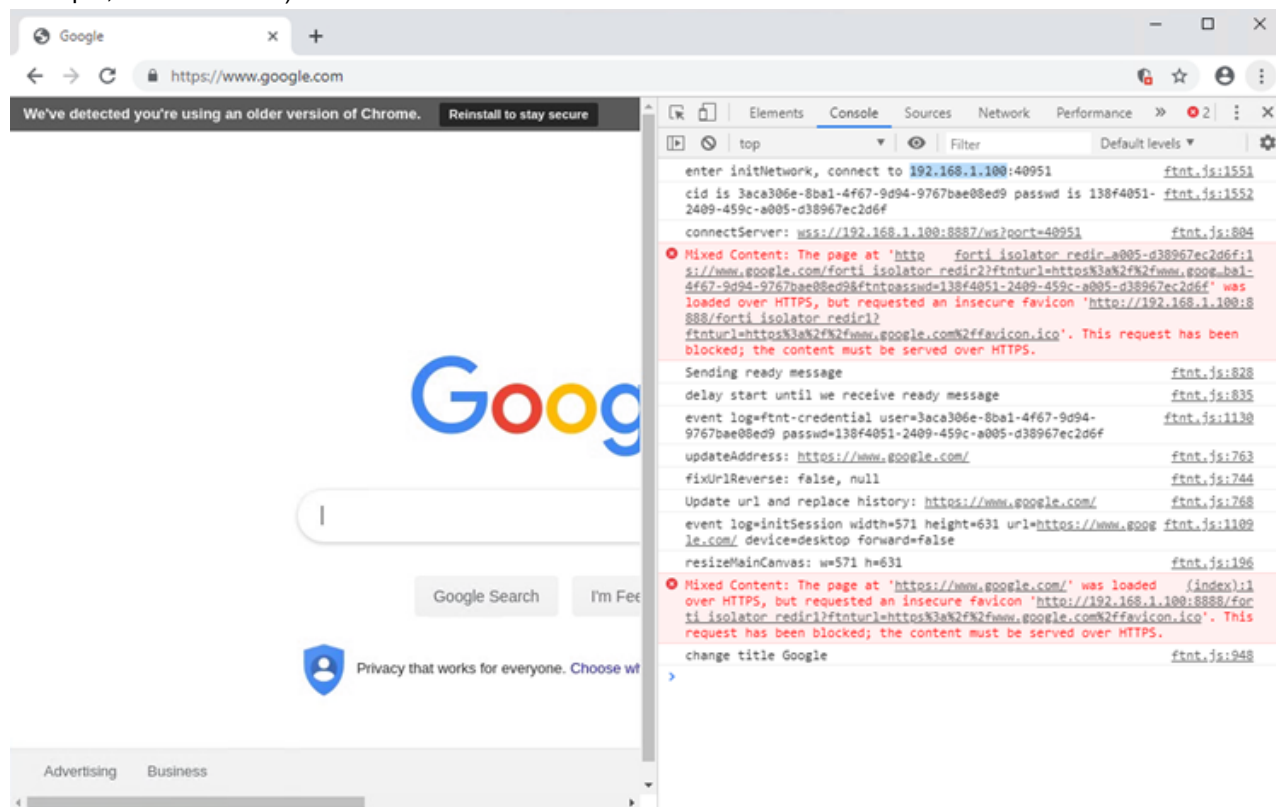 Google
https://www.google.com
We've detected you're using an older version of Chrome. Reinstall to stay secure
Goog
Google Search I'm Fee
Privacy that works for everyone. Choose wh
Advertising Business
Elements Console Sources Network Performance » 2
top Filter Default levels
enter initNetwork, connect to 192.168.1.100:40951 ftnt.js:1551
cid is 3aca306e-8ba1-4f67-9d94-9767bae08ed9 passwd is 138f4051- ftnt.js:1552
2409-459c-a005-d38967ec2d6f
connectServer: wss://192.168.1.100:8887/ws?port=40951 ftnt.js:804
Mixed Content: The page at 'http forti_isolator_redir…a005-d38967ec2d6f:1
s://www.google.com/forti_isolator_redir2?ftnturl=https%3a%2f%2fwww.goog…ba1-
4f67-9d94-9767bae08ed9&ftntpasswd=138f4051-2409-459c-a005-d38967ec2d6f' was
loaded over HTTPS, but requested an insecure favicon 'http://192.168.1.100:8
888/forti_isolator_redir1?
ftnturl=https%3a%2f%2fwww.google.com%2ffavicon.ico'. This request has been
blocked; the content must be served over HTTPS.
Sending ready message ftnt.js:828
delay start until we receive ready message ftnt.js:835
event log=ftnt-credential user=3aca306e-8ba1-4f67-9d94- ftnt.js:1130
9767bae08ed9 passwd=138f4051-2409-459c-a005-d38967ec2d6f
updateAddress: https://www.google.com/ ftnt.js:763
fixUrlReverse: false, null ftnt.js:744
Update url and replace history: https://www.google.com/ ftnt.js:768
event log=initSession width=571 height=631 url=https://www.goog ftnt.js:1109
le.com/ device=desktop forward=false
resizeMainCanvas: w=571 h=631 ftnt.js:196
Mixed Content: The page at 'https://www.google.com/' was loaded (index):1
over HTTPS, but requested an insecure favicon 'http://192.168.1.100:8888/for
ti_isolator_redir1?ftnturl=https%3a%2f%2fwww.google.com%2ffavicon.ico'. This
request has been blocked; the content must be served over HTTPS.
change title Google ftnt.js:948